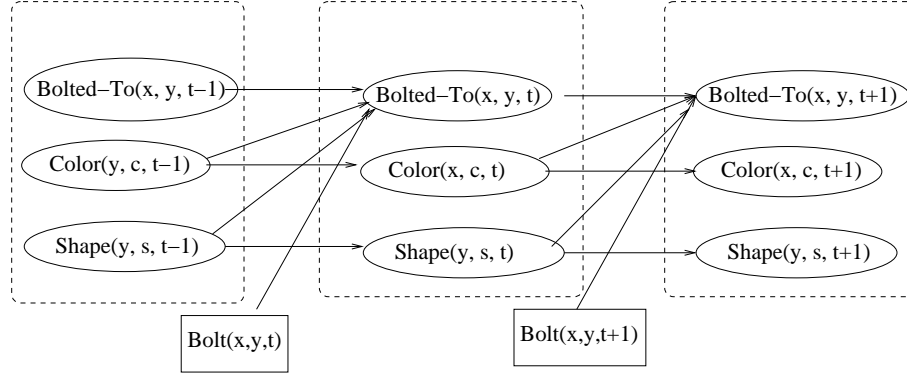 Bolted−To(x, y, t−1)
Bolted−To(x, y, t)
Bolted−To(x, y, t+1)
Color(y, c, t−1)
Color(x, c, t)
Color(x, c, t+1)
Shape(y, s, t−1)
Shape(y, s, t)
Shape(y, s, t+1)
Bolt(x,y,t)
Bolt(x,y,t+1)